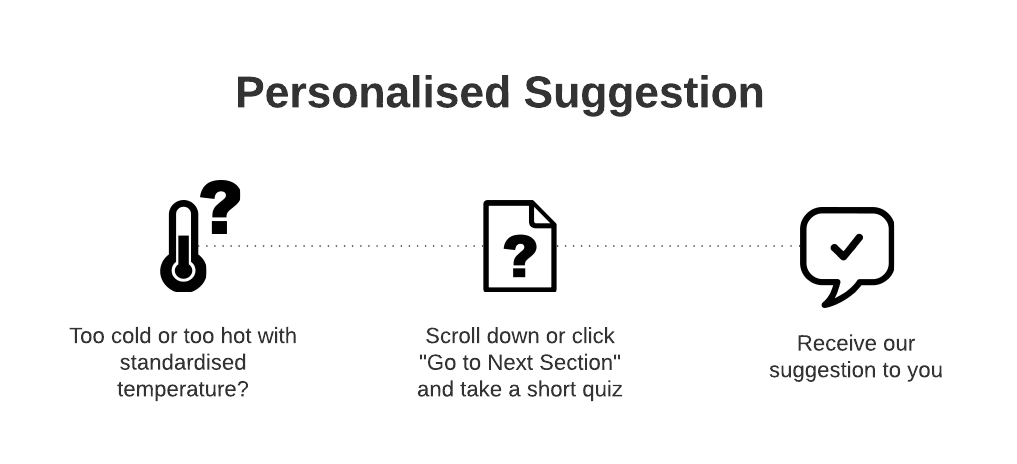 Personalised Suggestion
?
?
Too cold or too hot with
standardised
temperature?
Scroll down or click
"Go to Next Section"
and take a short quiz
Receive our
suggestion to you